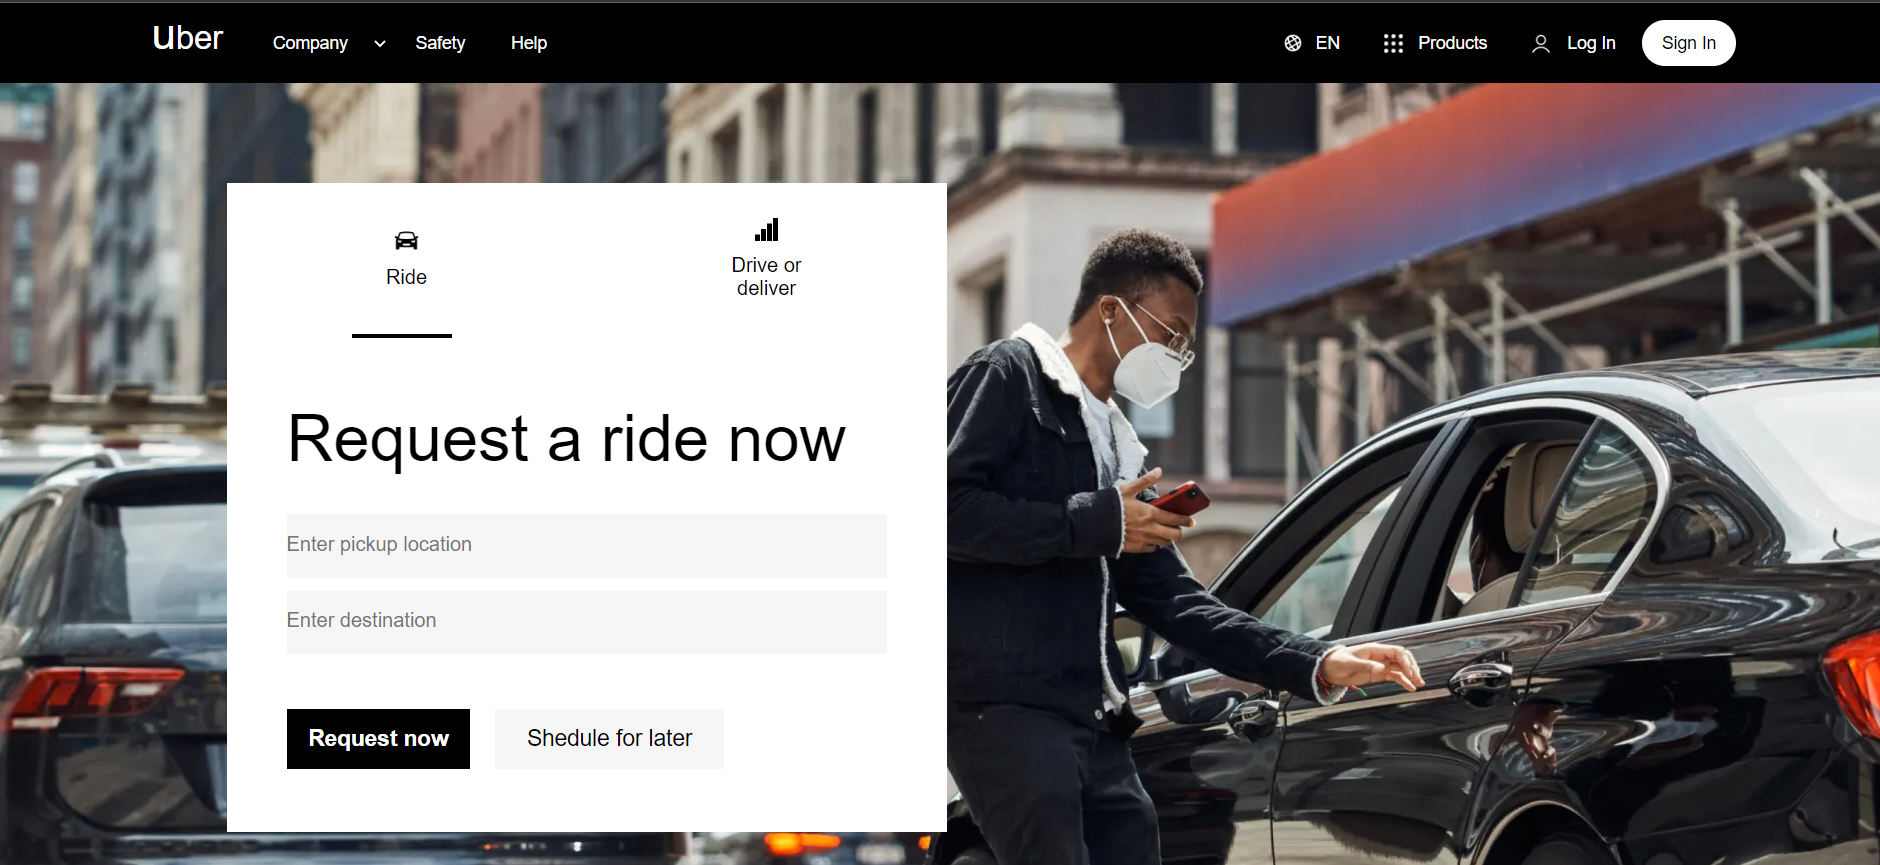 Uber
Company
Safety
Help
EN
Products
Log In
Sign In
Ride
Drive or
deliver
Request a ride now
Enter pickup location
Enter destination
Request now
Shedule for later